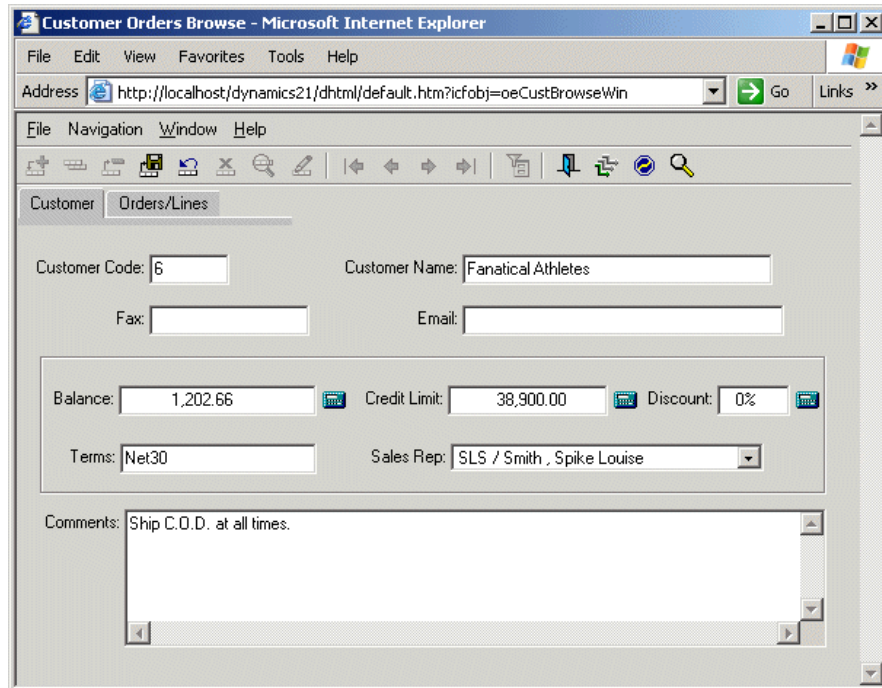 Customer Orders Browse - Microsoft Internet Explorer
File Edit View Favorites Tools Help
Address http://localhost/dynamics21/dhtml/default.htm?icfobj=oeCustBrowseWin Go Links »
File Navigation Window Help
Customer Orders/Lines
Customer Code: 6 Customer Name: Fanatical Athletes
Fax: Email:
Balance: 1,202.66 Credit Limit: 38,900.00 Discount: 0%
Terms: Net30 Sales Rep: SLS / Smith , Spike Louise
Comments: Ship C.O.D. at all times.